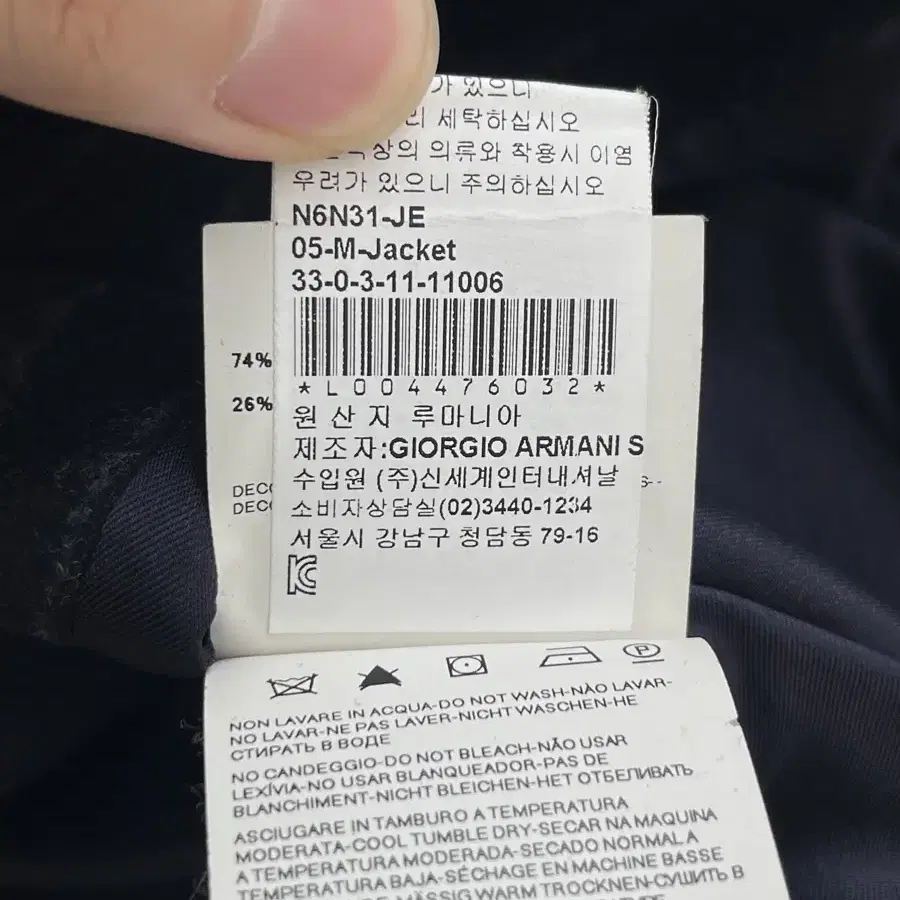 가 있으니
리 세탁하십시오
상의 의류와 착용시 이염
우려가 있으니 주의하십시오
N6N31-JE
05-M-Jacket
33-0-3-11-11006
*L004476032*
원 산 지 루마니아
제조자:GIORGIO ARMANI S
수입원 (주)신세계인터내셔날
소비자상담실(02)3440-1234
서울시 강남구 청담동 79-16
74%
26%
NON LAVARE IN ACQUA-DO NOT WASH-NÃO LAVAR-
NO LAVAR-NE PAS LAVER-NICHT WASCHEN-НЕ
СТИРАТЬ В ВОДЕ
NO CANDEGGIO-DO NOT BLEACH-NÃO USAR
LEXÍVIA-NO USAR BLANQUEADOR-PAS DE
BLANCHIMENT-NICHT BLEICHEN-НЕТ ОТБЕЛИВАТЬ
ASCIUGARE IN TAMBURO A TEMPERATURA
MODERATA-COOL TUMBLE DRY-SECAR NA MAQUINA
A TEMPERATURA MODERADA-SECADO NORMAL A
TEMPERATURA BAJA-SÉCHAGE EN MACHINE BASSE
MÄSSIG WARM TROCKNEN-СУШИТЬ В